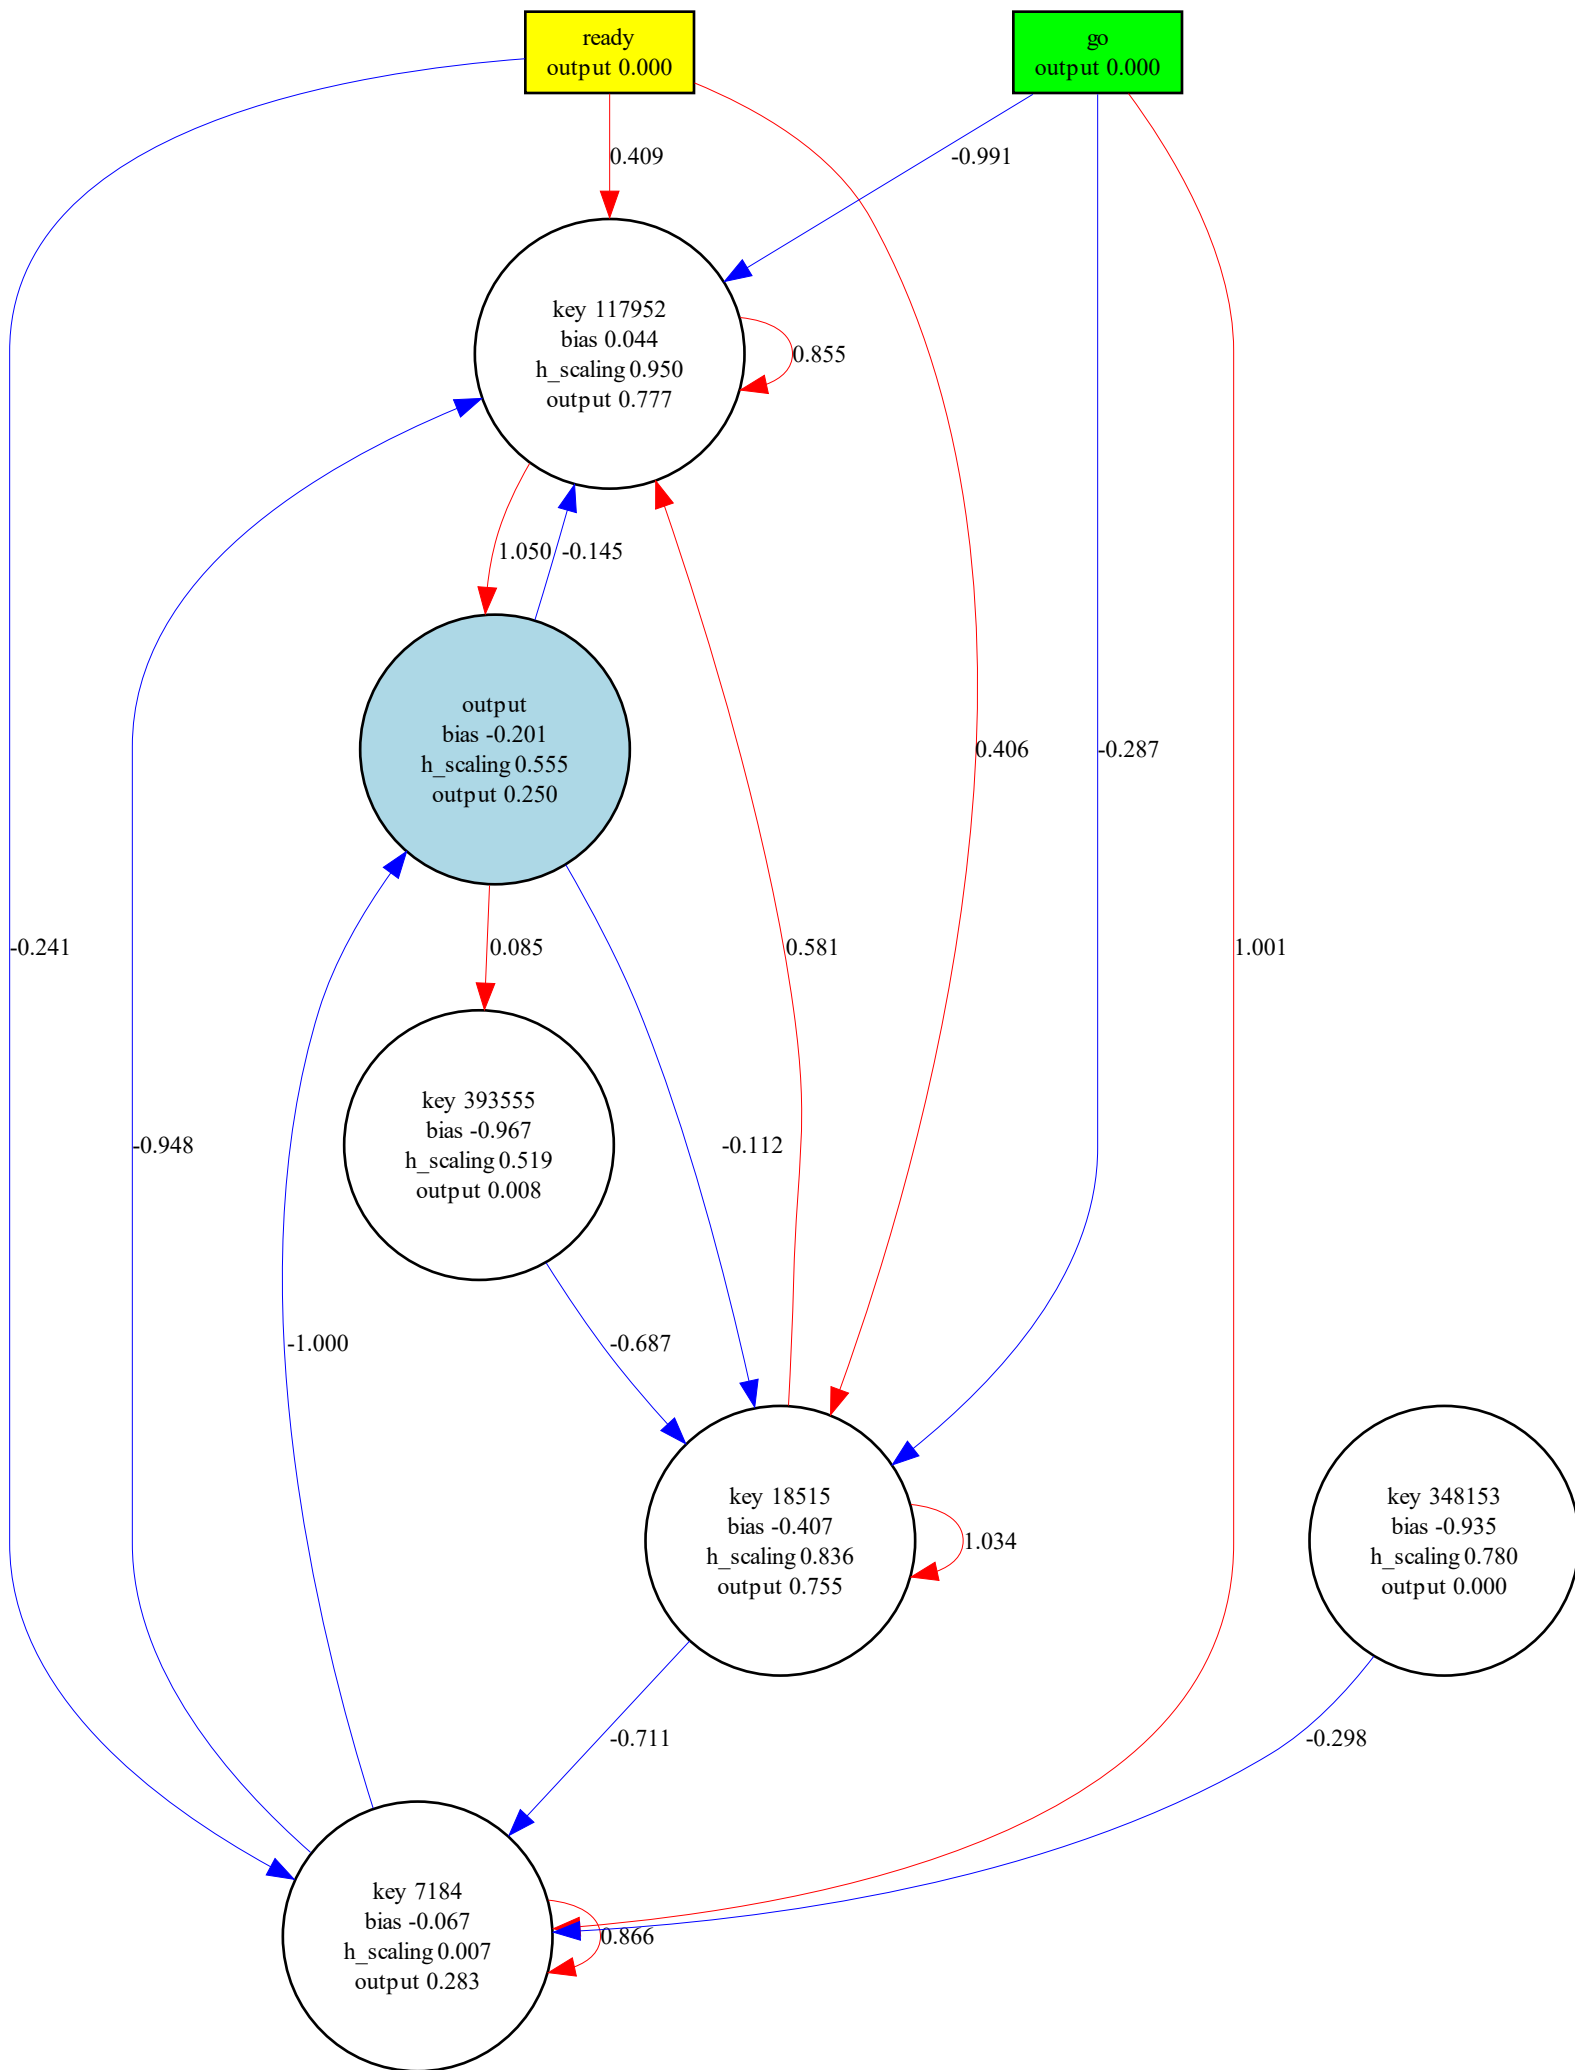 ready
output 0.000
go
output 0.000
0.409
-0.991
key 117952
bias 0.044
h_scaling 0.950
output 0.777
0.855
1.050
-0.145
output
bias -0.201
h_scaling 0.555
output 0.250
0.406
-0.287
-0.241
0.085
0.581
1.001
key 393555
bias -0.967
h_scaling 0.519
output 0.008
-0.948
-0.112
-1.000
-0.687
key 18515
bias -0.407
h_scaling 0.836
output 0.755
1.034
key 348153
bias -0.935
h_scaling 0.780
output 0.000
-0.711
-0.298
key 7184
bias -0.067
h_scaling 0.007
output 0.283
0.866